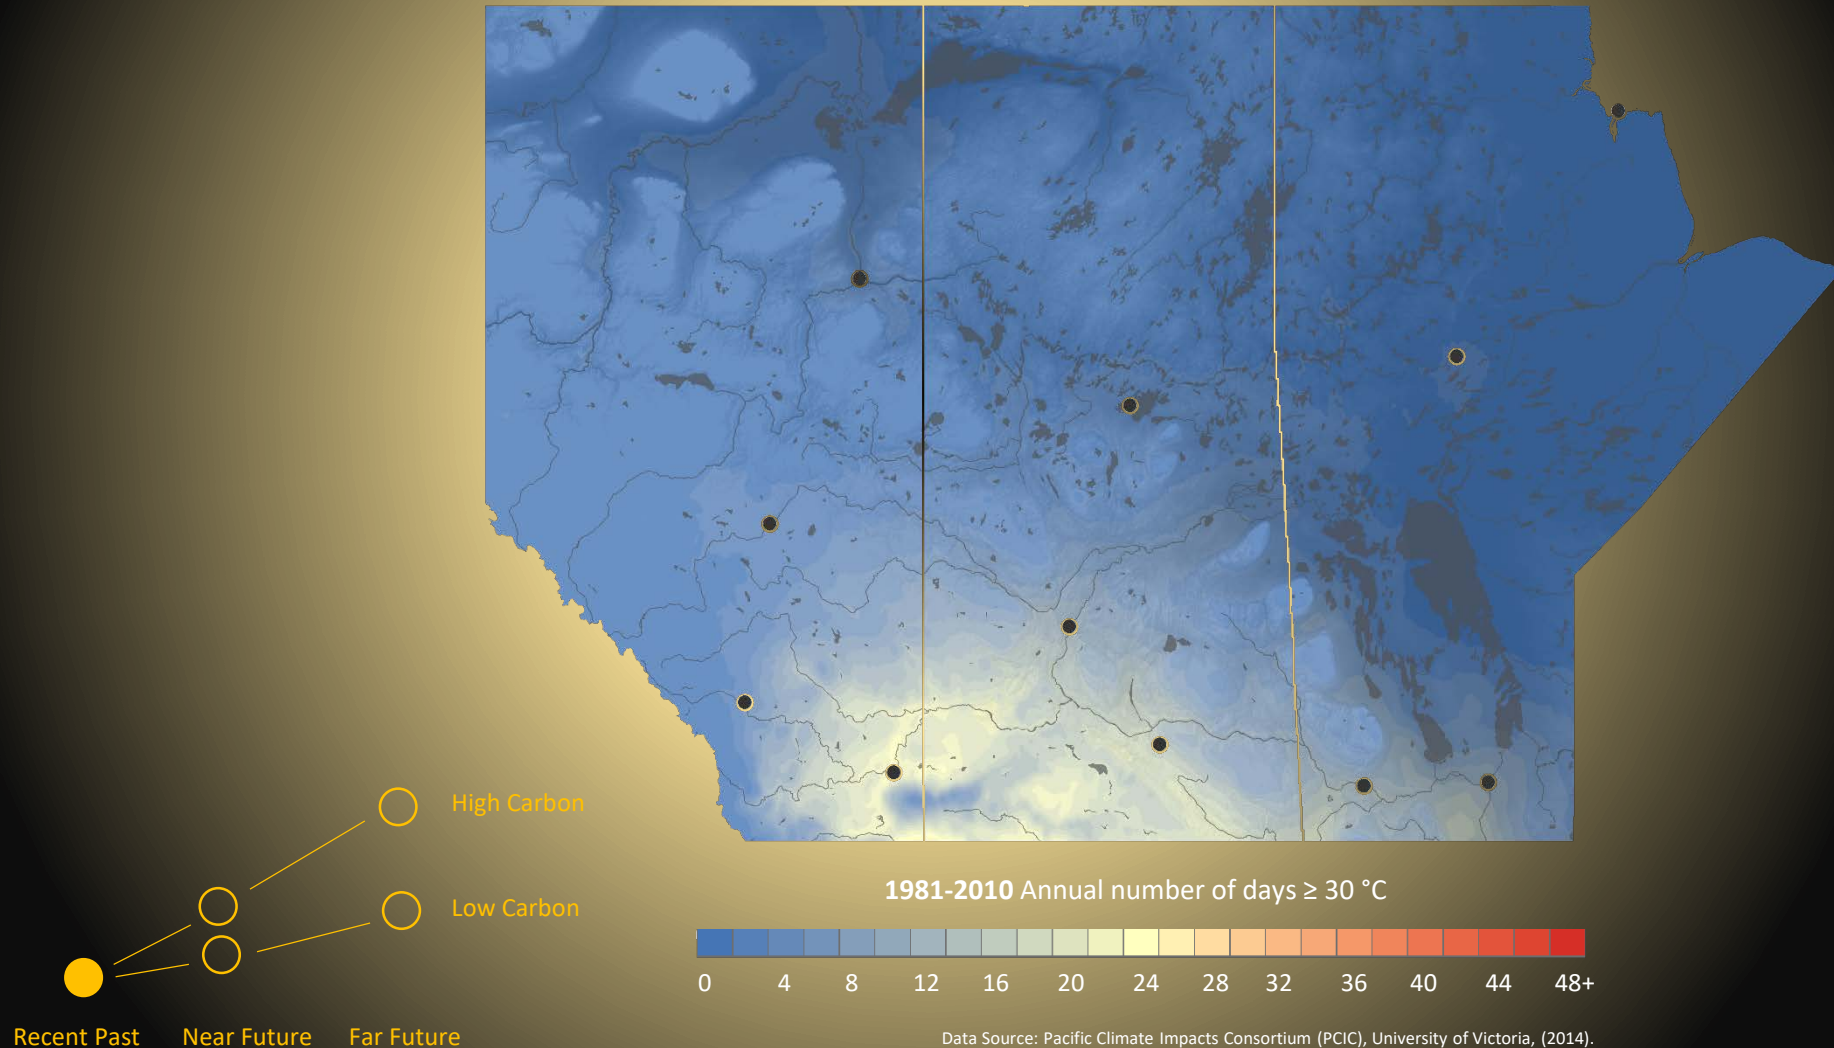 High Carbon
Low Carbon
1981-2010 Annual number of days ≥ 30 °C
0 4 8 12 16 20 24 28 32 36 40 44 48+
Recent Past Near Future Far Future
Data Source: Pacific Climate Impacts Consortium (PCIC), University of Victoria, (2014).